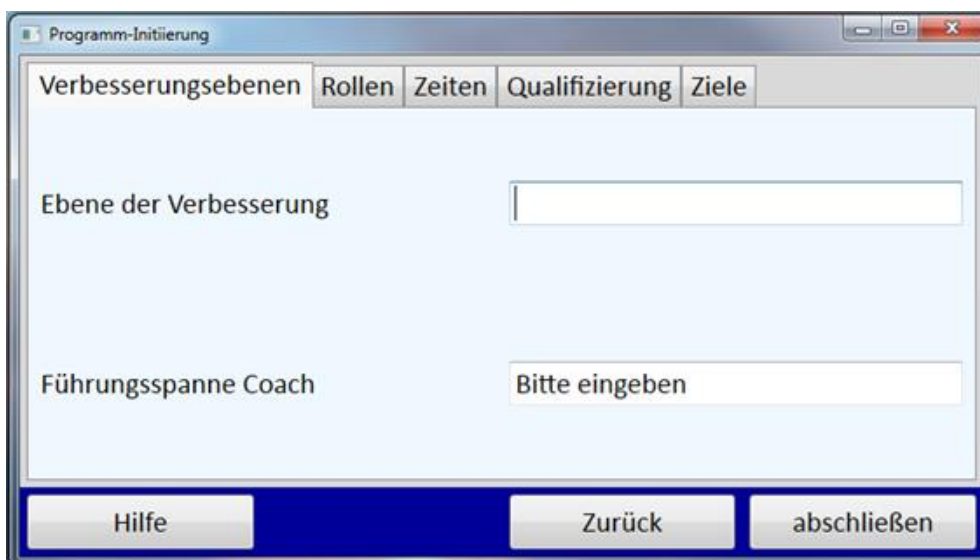 Programm-Initiierung
Verbesserungsebenen Rollen Zeiten Qualifizierung Ziele
Ebene der Verbesserung
Führungsspanne Coach Bitte eingeben
Hilfe Zurück abschließen